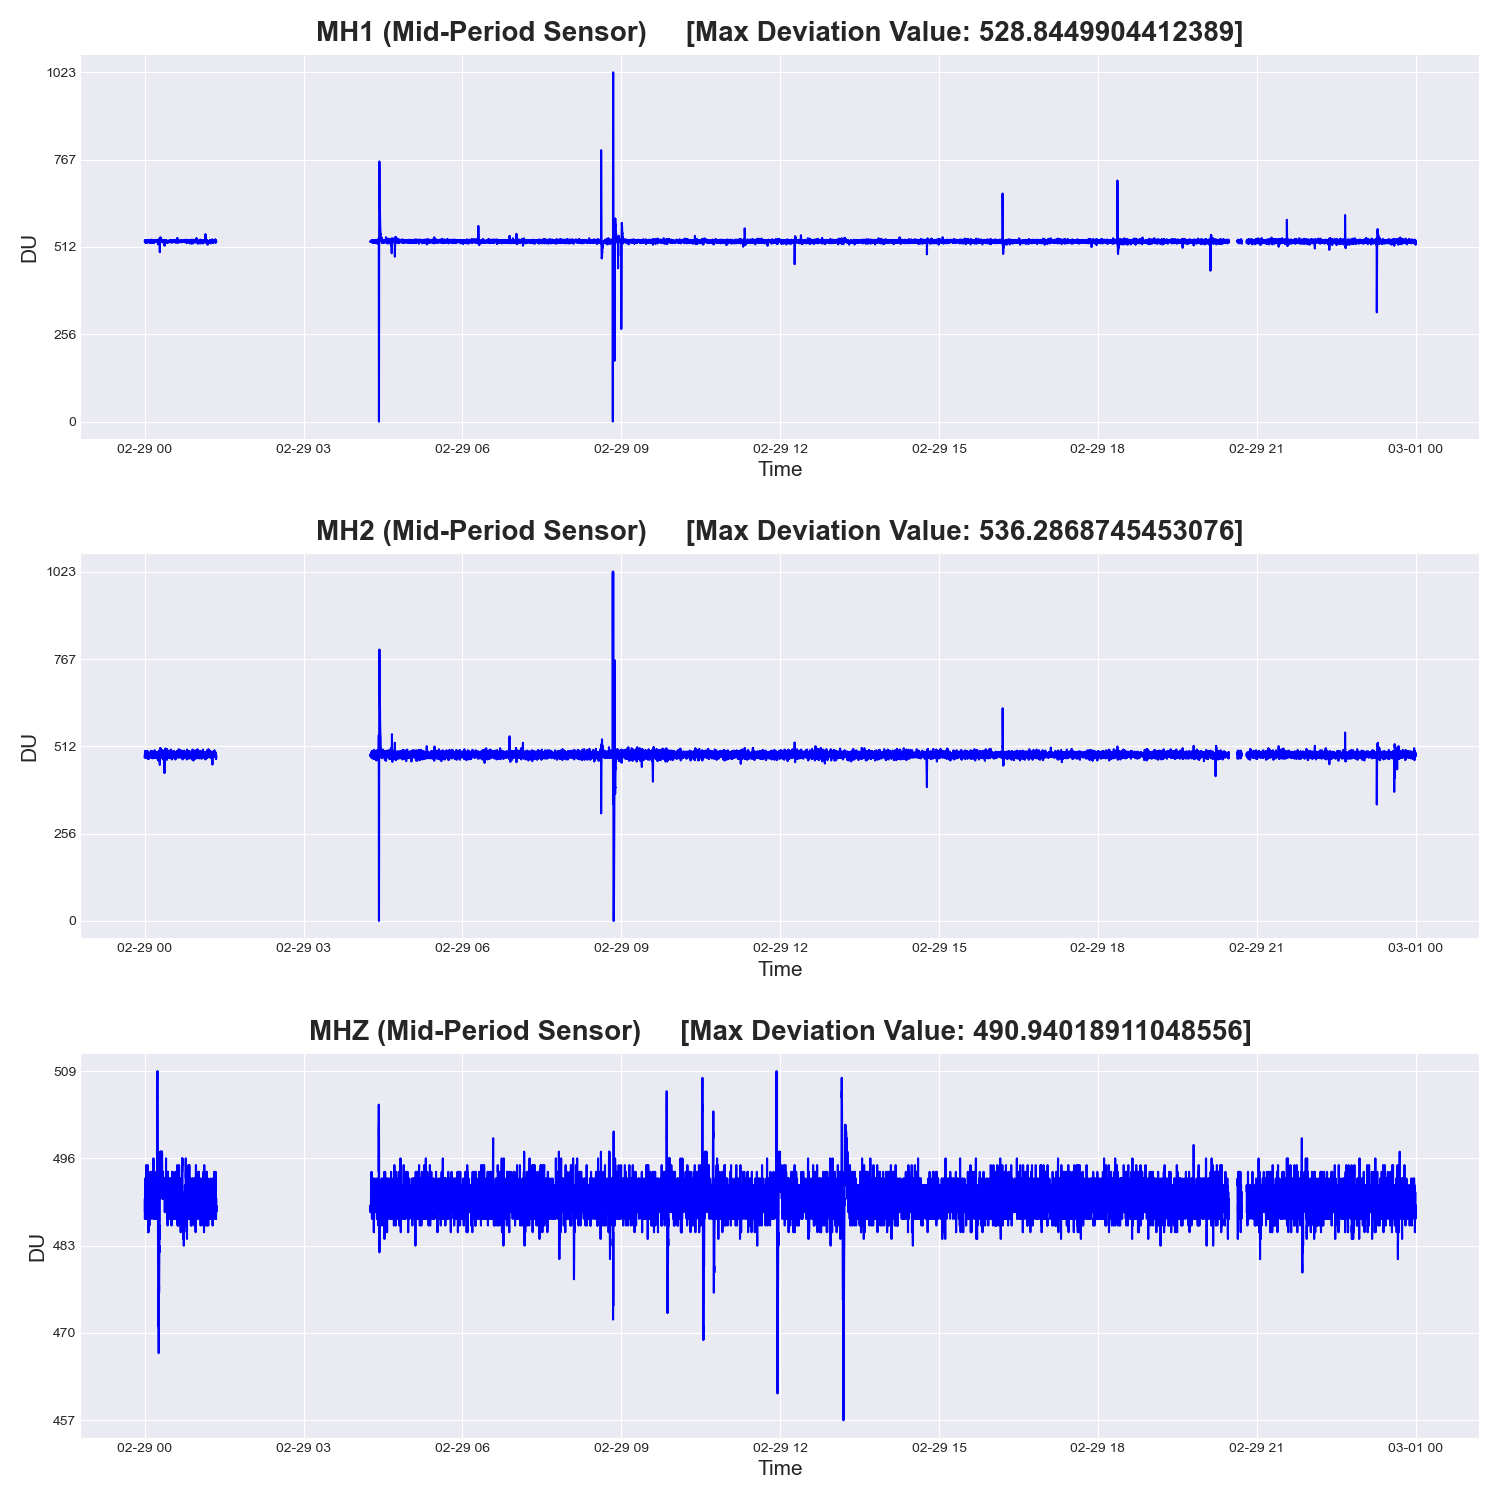 MH1 (Mid-Period Sensor) [Max Deviation Value: 528.8449904412389]
1023
767
512
256
0
DU
02-29 00 02-29 03 02-29 06 02-29 09 02-29 12 02-29 15 02-29 18 02-29 21 03-01 00
Time
MH2 (Mid-Period Sensor) [Max Deviation Value: 536.2868745453076]
1023
767
512
256
0
DU
02-29 00 02-29 03 02-29 06 02-29 09 02-29 12 02-29 15 02-29 18 02-29 21 03-01 00
Time
MHZ (Mid-Period Sensor) [Max Deviation Value: 490.94018911048556]
509
496
483
470
457
DU
02-29 00 02-29 03 02-29 06 02-29 09 02-29 12 02-29 15 02-29 18 02-29 21 03-01 00
Time